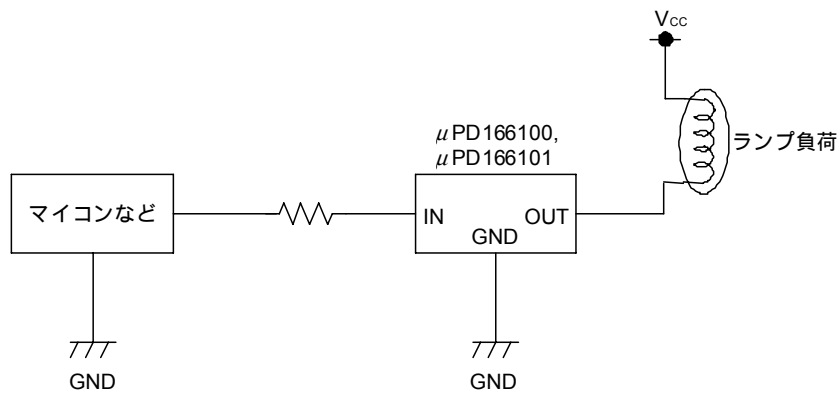 Vcc
μPD166100,
μPD166101
ランプ負荷
マイコンなど
IN
OUT
GND
GND
GND